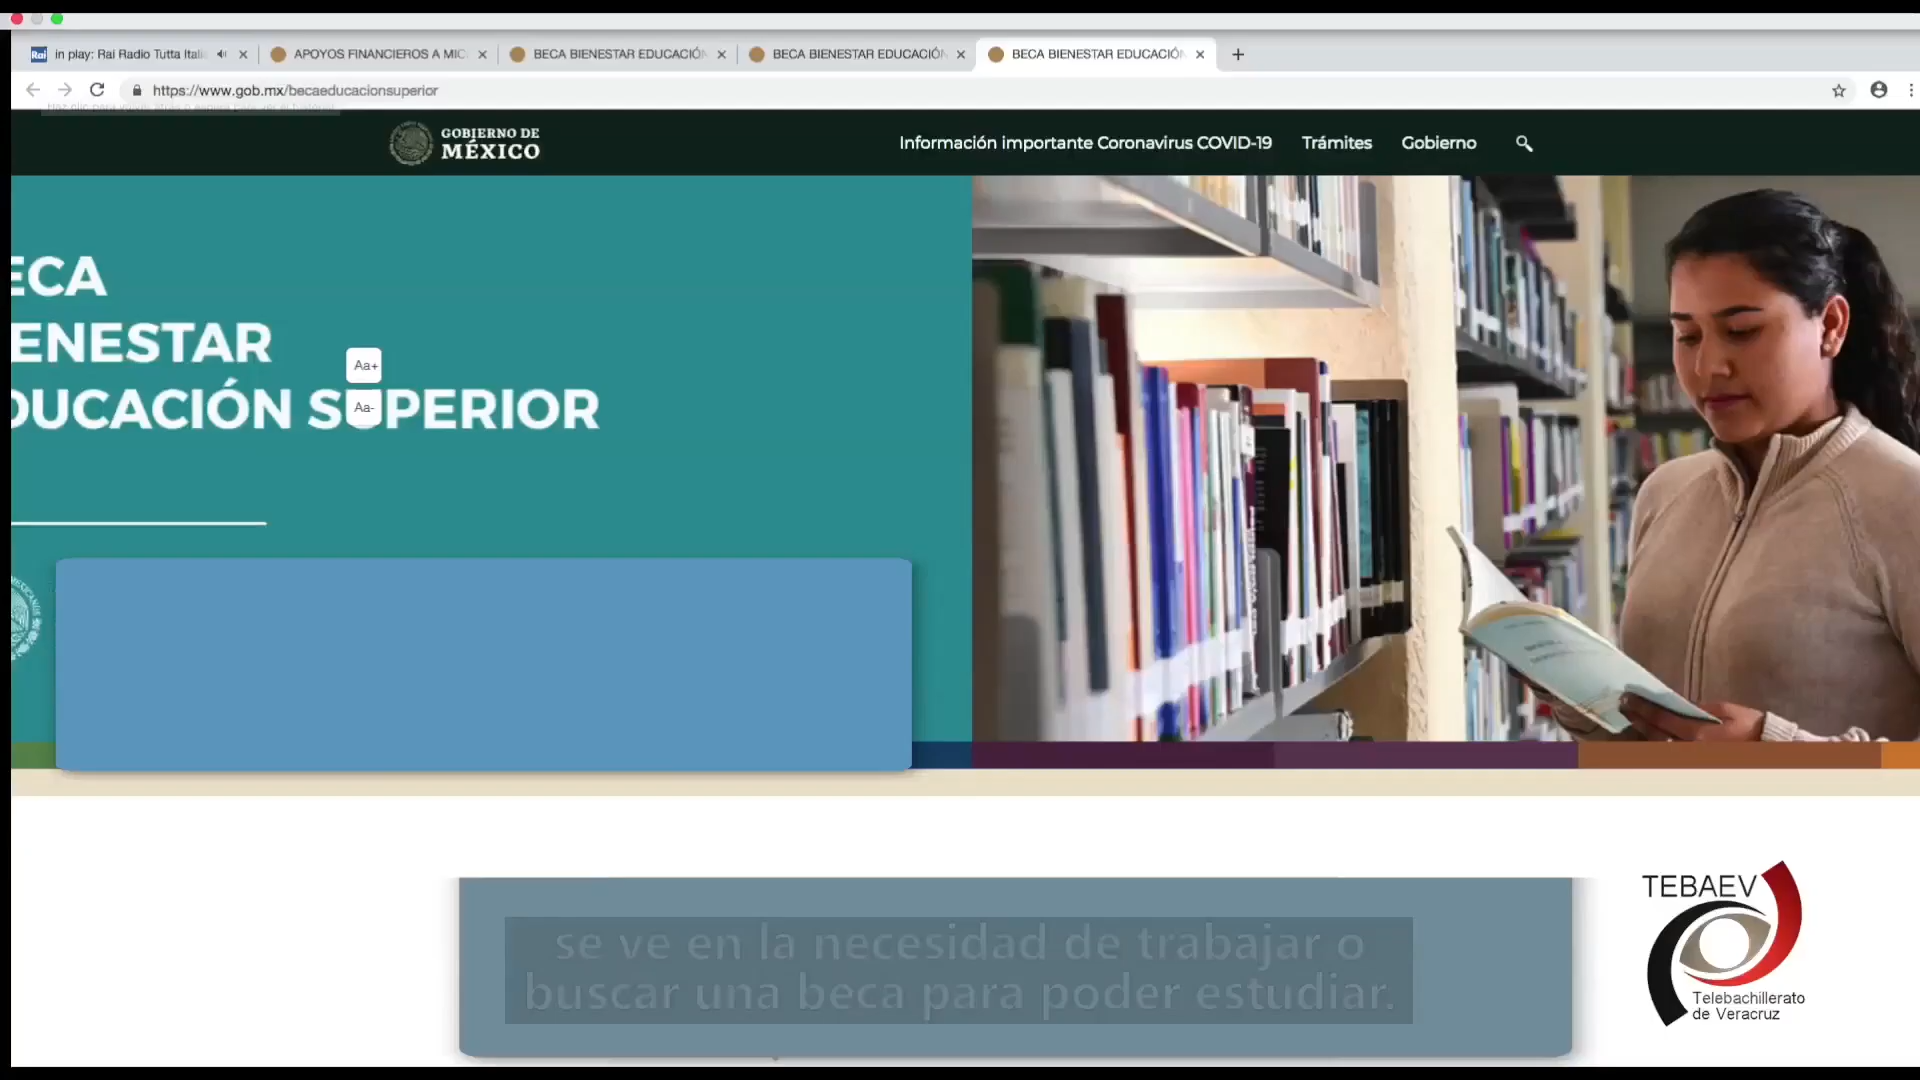 in play: Rai Radio Tutta Itali
APOYOS FINANCIEROS A MIC
BECA BIENESTAR EDUCACIÓN
BECA BIENESTAR EDUCACIÓN
BECA BIENESTAR EDUCACIÓN
https://www.gob.mx/becaeducacionsuperior
GOBIERNO DE
MÉXICO
Información importante Coronavirus COVID-19
Trámites
Gobierno
ECA
ENESTAR
DUCACIÓN SUPERIOR
Aa+
Aa-
se ve en la necesidad de trabajar o
buscar una beca para poder estudiar.
TEBAEV
Telebachillerato
de Veracruz